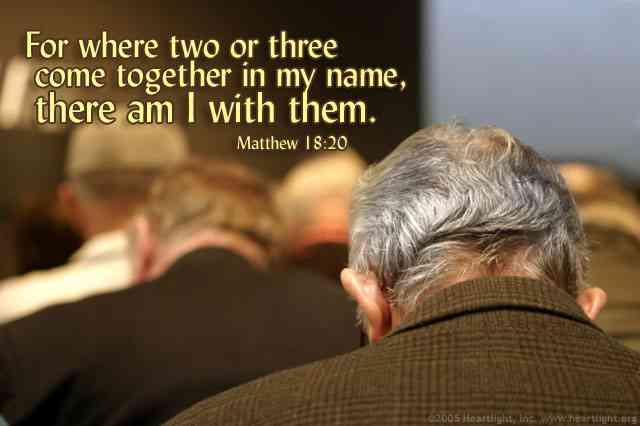 For where two or three
come together in my name,
there am I with them.
Matthew 18:20
©2005 Heartlight, Inc. www.heartlight.org